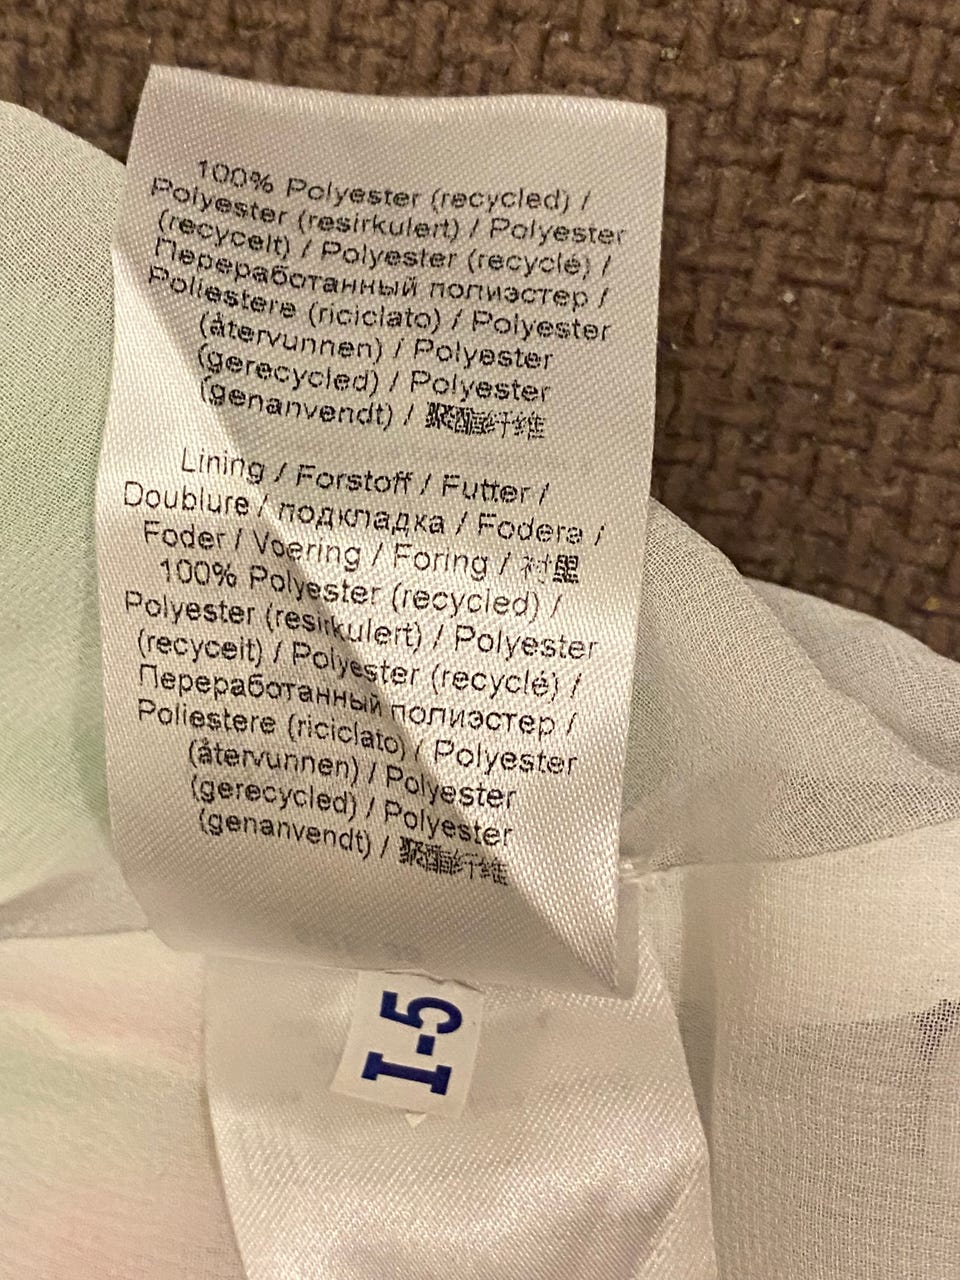 100% Polyester (recycled) /
Polyester (resirkulert) / Polyester
(recycelt) / Polyester (recyclé) /
Переработанный полиэстер /
Poliestere (riciclato) / Polyester
(återvunnen) / Polyester
(gerecycled) / Polyester
(genanvendt) / 聚酯纤维
Lining / Forstoff / Futter /
Doublure / подкладка / Fodera /
Foder / Voering / Foring / 衬里
100% Polyester (recycled) /
Polyester (resirkulert) / Polyester
(recycelt) / Polyester (recyclé) /
Переработанный полиэстер /
Poliestere (riciclato) / Polyester
(återvunnen) / Polyester
(gerecycled) / Polyester
(genanvendt) / 聚酯纤维
I-5